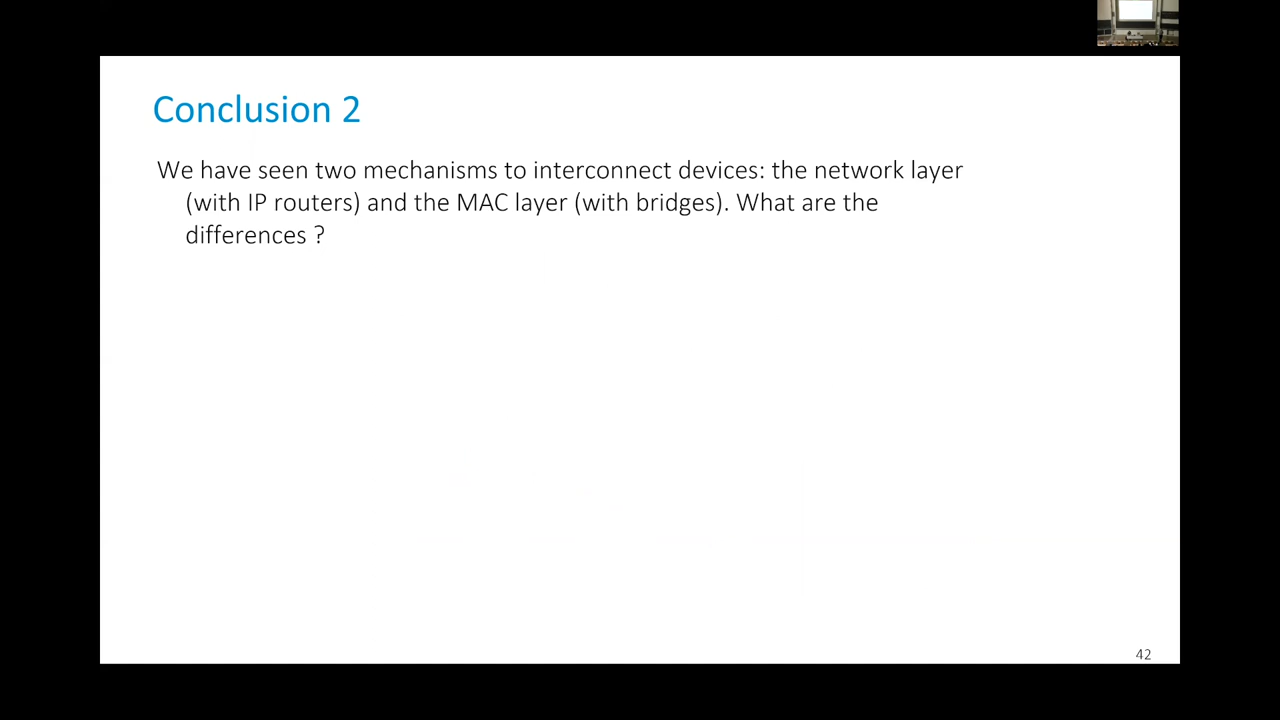 Conclusion 2
We have seen two mechanisms to interconnect devices: the network layer
(with IP routers) and the MAC layer (with bridges). What are the
differences ?
42